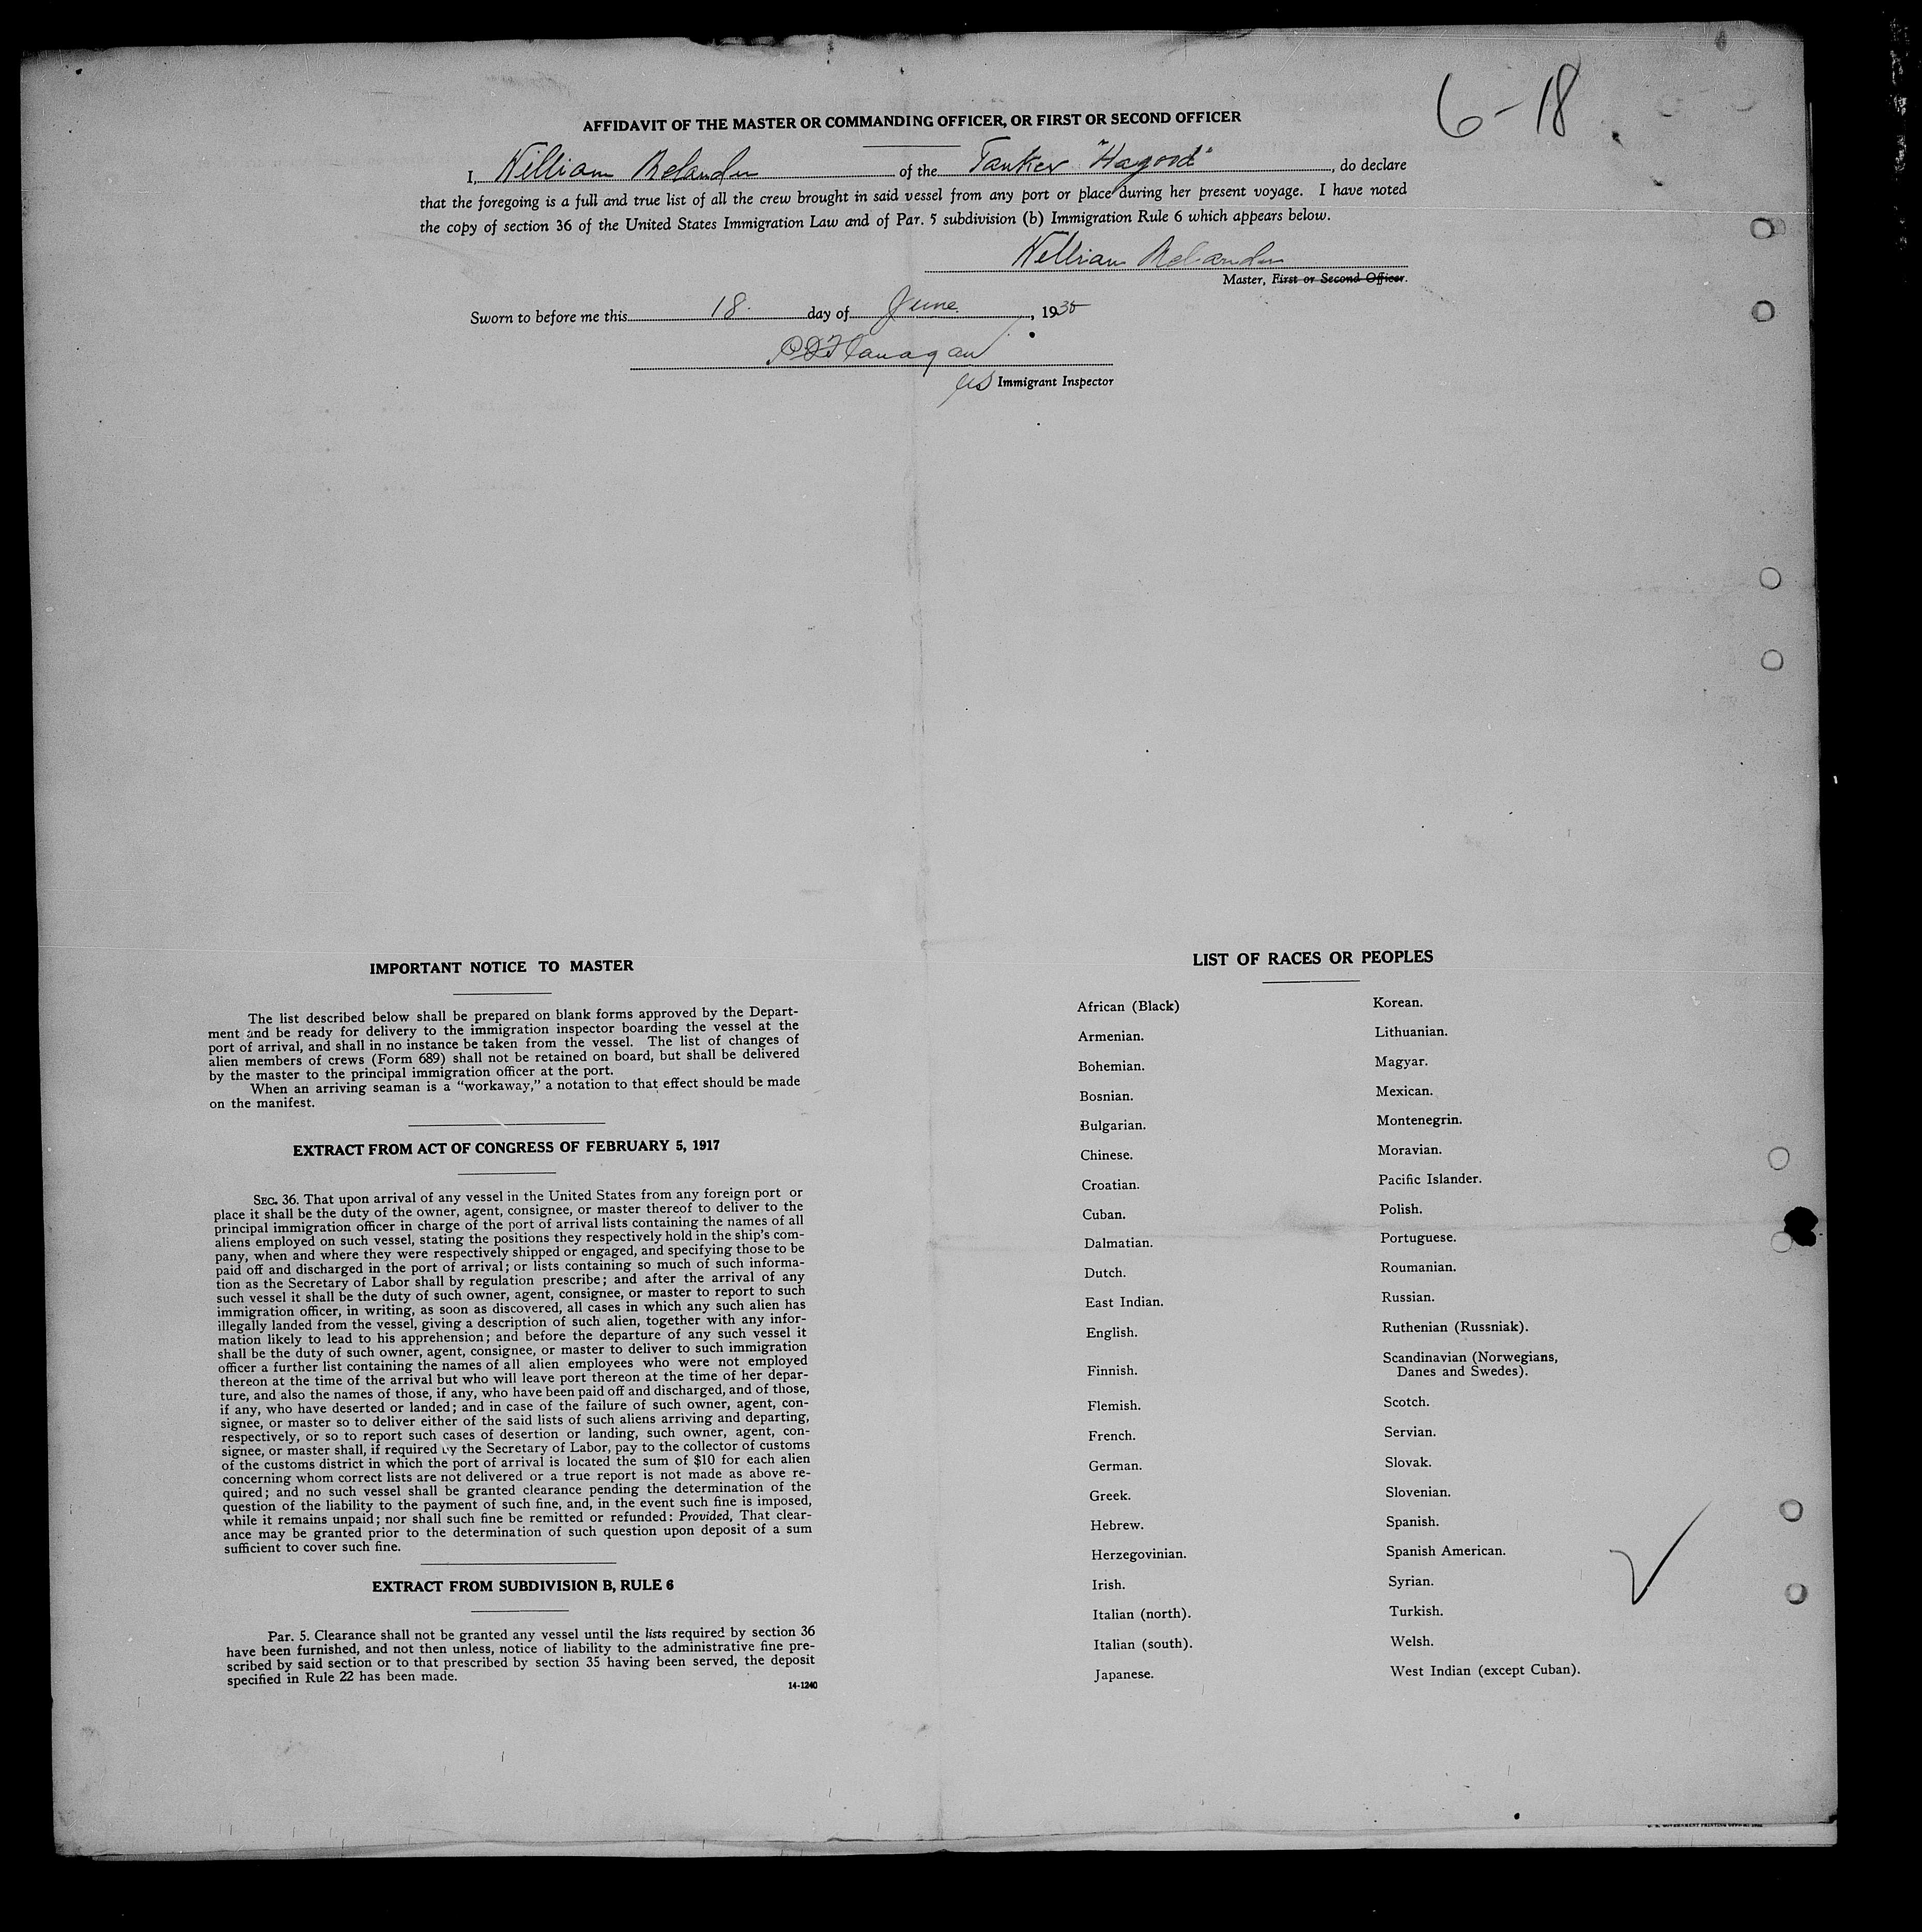 6-18
AFFIDAVIT OF THE MASTER OR COMMANDING OFFICER, OR FIRST OR SECOND OFFICER
I, William of the Tanker "Hagood", do declare
that the foregoing is a full and true list of all the crew brought in said vessel from any port or place during her present voyage. I have noted
the copy of section 36 of the United States Immigration Law and of Par. 5 subdivision (b) Immigration Rule 6 which appears below.
William
Master, First or Second Officer.
Sworn to before me this 18 day of June, 19
Flanagan
US Immigrant Inspector
IMPORTANT NOTICE TO MASTER
The list described below shall be prepared on blank forms approved by the Depart-
ment and be ready for delivery to the immigration inspector boarding the vessel at the
port of arrival, and shall in no instance be taken from the vessel. The list of changes of
alien members of crews (Form 689) shall not be retained on board, but shall be delivered
by the master to the principal immigration officer at the port.
When an arriving seaman is a "workaway," a notation to that effect should be made
on the manifest.
EXTRACT FROM ACT OF CONGRESS OF FEBRUARY 5, 1917
SEC. 36. That upon arrival of any vessel in the United States from any foreign port or
place it shall be the duty of the owner, agent, consignee, or master thereof to deliver to the
principal immigration officer in charge of the port of arrival lists containing the names of all
aliens employed on such vessel, stating the positions they respectively hold in the ship's com-
pany, when and where they were respectively shipped or engaged, and specifying those to be
paid off and discharged in the port of arrival; or lists containing so much of such informa-
tion as the Secretary of Labor shall by regulation prescribe; and after the arrival of any
such vessel it shall be the duty of such owner, agent, consignee, or master to report to such
immigration officer, in writing, as soon as discovered, all cases in which any such alien has
illegally landed from the vessel, giving a description of such alien, together with any infor-
mation likely to lead to his apprehension; and before the departure of any such vessel it
shall be the duty of such owner, agent, consignee, or master to deliver to such immigration
officer a further list containing the names of all alien employees who were not employed
thereon at the time of the arrival but who will leave port thereon at the time of her depar-
ture, and also the names of those, if any, who have been paid off and discharged, and of those,
if any, who have deserted or landed; and in case of the failure of such owner, agent, con-
signee, or master so to deliver either of the said lists of such aliens arriving and departing,
respectively, or so to report such cases of desertion or landing, such owner, agent, con-
signee, or master shall, if required by the Secretary of Labor, pay to the collector of customs
of the customs district in which the port of arrival is located the sum of $10 for each alien
concerning whom correct lists are not delivered or a true report is not made as above re-
quired; and no such vessel shall be granted clearance pending the determination of the
question of the liability to the payment of such fine, and, in the event such fine is imposed,
while it remains unpaid; nor shall such fine be remitted or refunded: Provided, That clear-
ance may be granted prior to the determination of such question upon deposit of a sum
sufficient to cover such fine.
EXTRACT FROM SUBDIVISION B, RULE 6
Par. 5. Clearance shall not be granted any vessel until the lists required by section 36
have been furnished, and not then unless, notice of liability to the administrative fine pre-
scribed by said section or to that prescribed by section 35 having been served, the deposit
specified in Rule 22 has been made.
14-1240
LIST OF RACES OR PEOPLES
African (Black)
Armenian.
Bohemian.
Bosnian.
Bulgarian.
Chinese.
Croatian.
Cuban.
Dalmatian.
Dutch.
East Indian.
English.
Finnish.
Flemish.
French.
German.
Greek.
Hebrew.
Herzegovinian.
Irish.
Italian (north).
Italian (south).
Japanese.
Korean.
Lithuanian.
Magyar.
Mexican.
Montenegrin.
Moravian.
Pacific Islander.
Polish.
Portuguese.
Roumanian.
Russian.
Ruthenian (Russniak).
Scandinavian (Norwegians,
Danes and Swedes).
Scotch.
Servian.
Slovak.
Slovenian.
Spanish.
Spanish American.
Syrian.
Turkish.
Welsh.
West Indian (except Cuban).